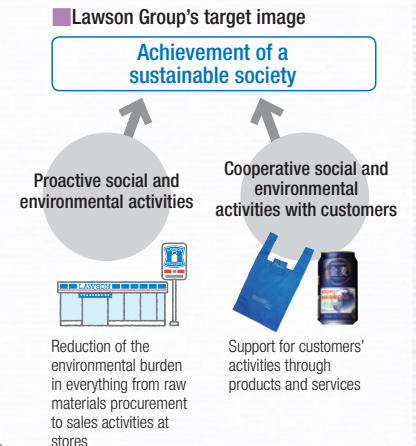 Lawson Group's target image
Achievement of a
sustainable society
Proactive social and
environmental activities
Cooperative social and
environmental
activities with customers
LAWSON
金麦
Reduction of the
environmental burden
in everything from raw
materials procurement
to sales activities at
stores
Support for customers'
activities through
products and services